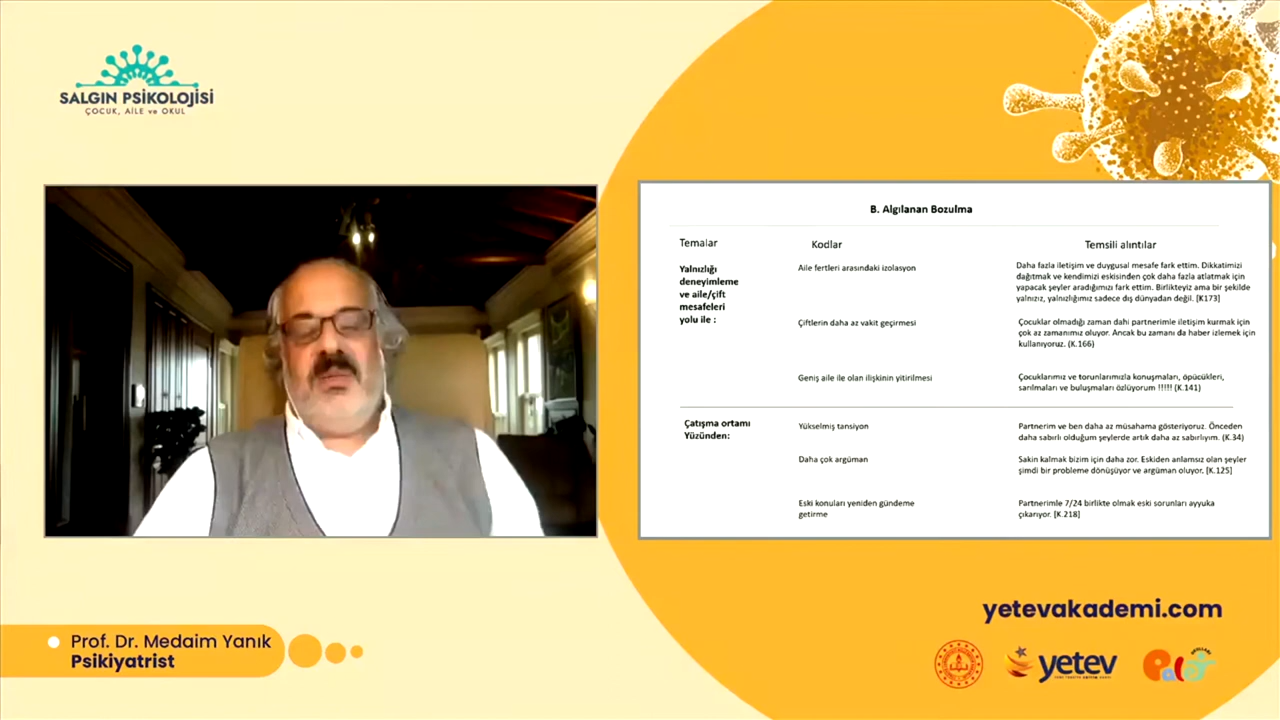 SALGIN PSİKOLOJİSİ
ÇOCUK, AİLE ve OKUL
B. Algılanan Bozulma
Temalar
Kodlar
Temsili alıntılar
Yalnızlığı
deneyimleme
ve aile/çift
mesafeleri
yolu ile :
Aile fertleri arasındaki izolasyon
Daha fazla iletişim ve duygusal mesafe fark ettim. Dikkatimizi
dağıtmak ve kendimizi eskisinden çok daha fazla atlatmak için
yapacak şeyler aradığımızı fark ettim. Birlikteyiz ama bir şekilde
yalnızız, yalnızlığımız sadece dış dünyadan değil. [K173]
Çiftlerin daha az vakit geçirmesi
Çocuklar olmadığı zaman dahi partnerimle iletişim kurmak için
çok az zamanımız oluyor. Ancak bu zamanı da haber izlemek için
kullanıyoruz. (K.166)
Geniş aile ile olan ilişkinin yitirilmesi
Çocuklarımız ve torunlarımızla konuşmaları, öpücükleri,
sarılmaları ve buluşmaları özlüyorum !!!!! (K.141)
Çatışma ortamı
Yüzünden:
Yükselmiş tansiyon
Partnerim ve ben daha az müsahama gösteriyoruz. Önceden
daha sabırlı olduğum şeylerde artık daha az sabırlıyım. (K.34)
Daha çok argüman
Sakin kalmak bizim için daha zor. Eskiden anlamsız olan şeyler
şimdi bir probleme dönüşüyor ve argüman oluyor. [K.125]
Eski konuları yeniden gündeme
getirme
Partnerimle 7/24 birlikte olmak eski sorunları ayyuka
çıkarıyor. [K.218]
yetevakademi.com
Prof. Dr. Medaim Yanık
Psikiyatrist
yetev
Palet